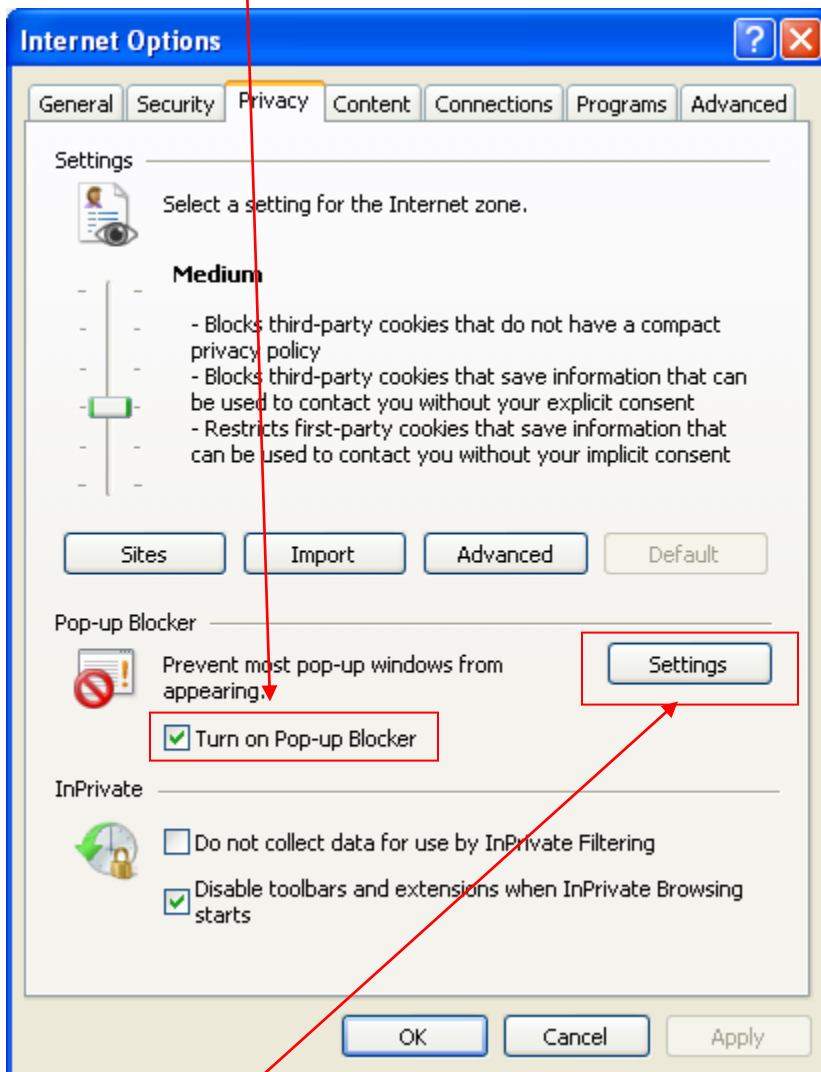 Internet Options
General Security Privacy Content Connections Programs Advanced
Settings
Select a setting for the Internet zone.
Medium
- Blocks third-party cookies that do not have a compact
privacy policy
- Blocks third-party cookies that save information that can
be used to contact you without your explicit consent
- Restricts first-party cookies that save information that
can be used to contact you without your implicit consent
Sites Import Advanced Default
Pop-up Blocker
Prevent most pop-up windows from
appearing.
Settings
Turn on Pop-up Blocker
InPrivate
Do not collect data for use by InPrivate Filtering
Disable toolbars and extensions when InPrivate Browsing
starts
OK Cancel Apply